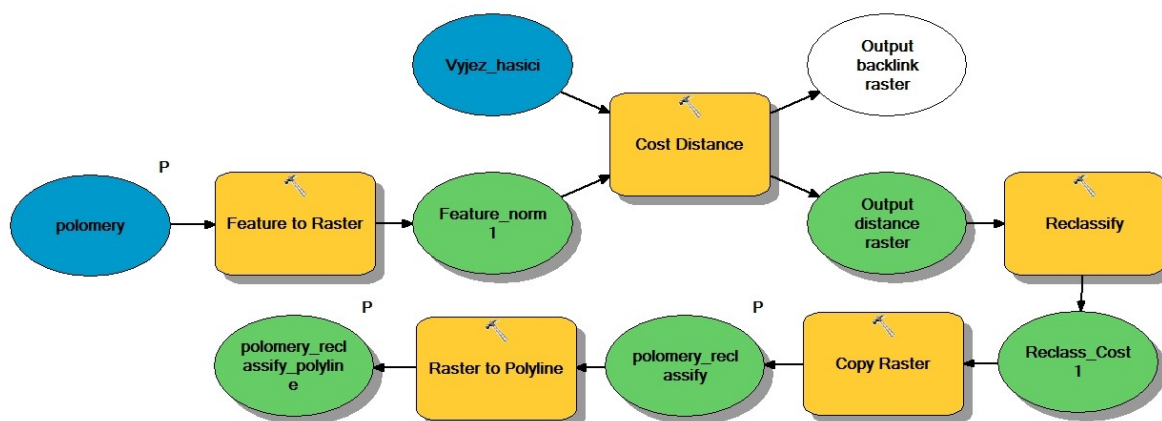 Vyjez_hasici
Output
backlink
raster
Cost Distance
P
polomery
Feature to Raster
Feature_norm
1
Output
distance
raster
Reclassify
P
polomery_recl
assify_polylin
e
Raster to Polyline
P
polomery_recl
assify
Copy Raster
Reclass_Cost
1